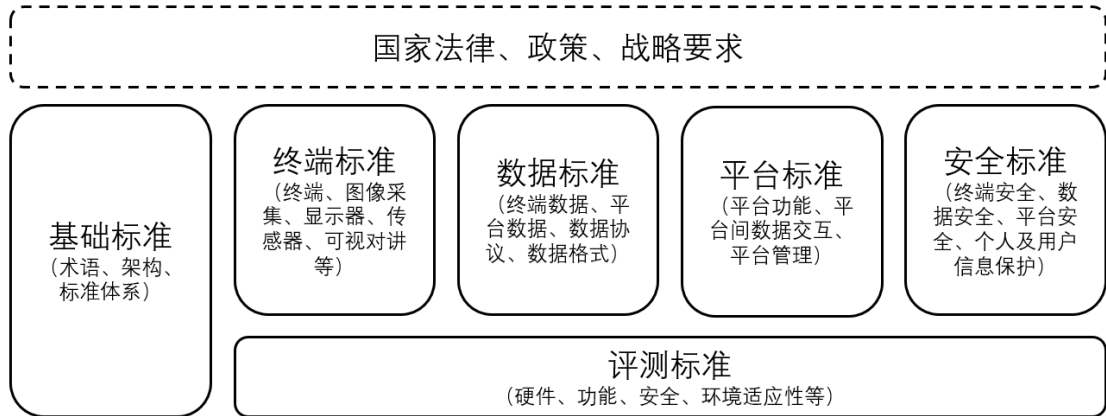 国家法律、政策、战略要求
基础标准
（术语、架构、
标准体系）
终端标准
（终端、图像采
集、显示器、传
感器、可视对讲
等）
数据标准
（终端数据、平
台数据、数据协
议、数据格式）
平台标准
（平台功能、平
台间数据交互、
平台管理）
安全标准
（终端安全、数
据安全、平台安
全、个人及用户
信息保护）
评测标准
（硬件、功能、安全、环境适应性等）